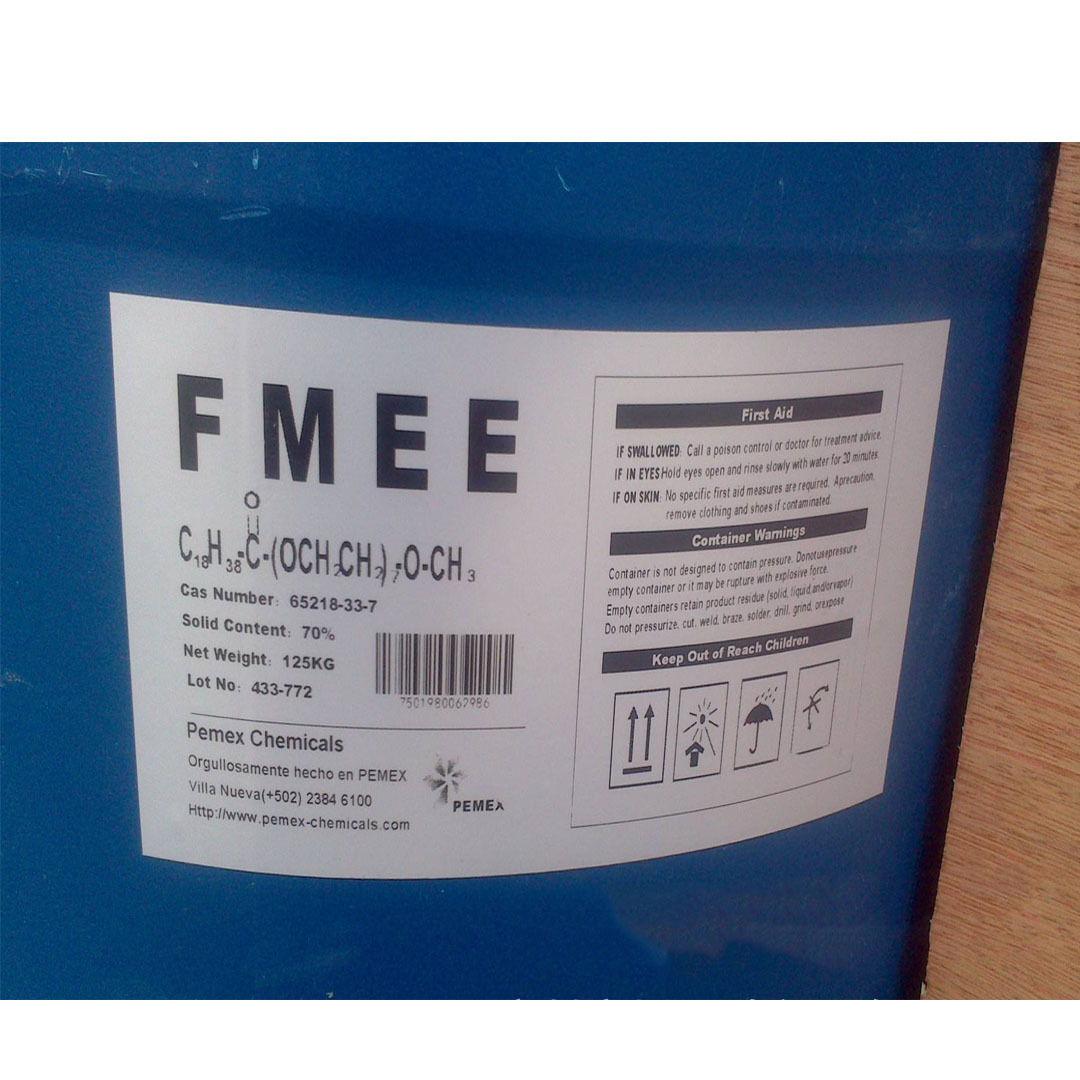 FMEE
O
C18H38-C-(OCH2CH2)7-O-CH3
Cas Number: 65218-33-7
Solid Content: 70%
Net Weight: 125KG
Lot No: 433-772
7501980062986
Pemex Chemicals
Orgullosamente hecho en PEMEX
Villa Nueva(+502) 2384 6100
Http://www.pemex-chemicals.com
PEMEX
First Aid
IF SWALLOWED: Call a poison control or doctor for treatment advice.
IF IN EYES Hold eyes open and rinse slowly with water for 20 minutes.
IF ON SKIN: No specific first aid measures are required. Aprecaution,
remove clothing and shoes if contaminated.
Container Warnings
Container is not designed to contain pressure. Donotusepressure
empty container or it may be rupture with explosive force.
Empty containers retain product residue (solid, liquid,and/orvapor)
Do not pressurize, cut, weld, braze, solder, drill, grind, orexpose
Keep Out of Reach Children